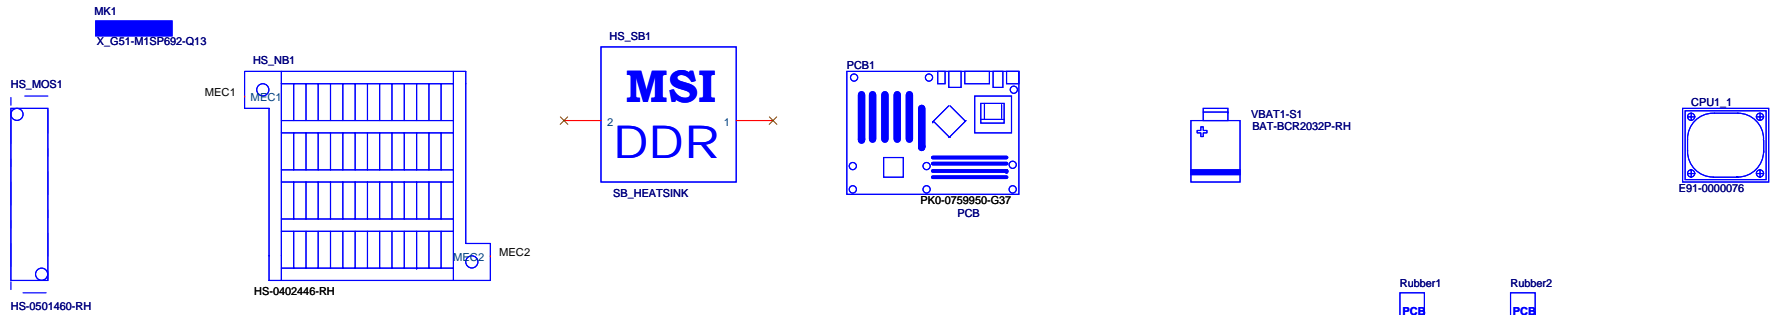 MK1
X_G51-M1SP692-Q13
HS_MOS1
HS-0501460-RH
HS_NB1
MEC1
MEC1
MEC2
MEC2
HS-0402446-RH
HS_SB1
MSI
2
1
DDR
SB_HEATSINK
PCB1
PK0-0759950-G37
PCB
VBAT1-S1
BAT-BCR2032P-RH
CPU1_1
E91-0000076
Rubber1
PCB
Rubber2
PCB